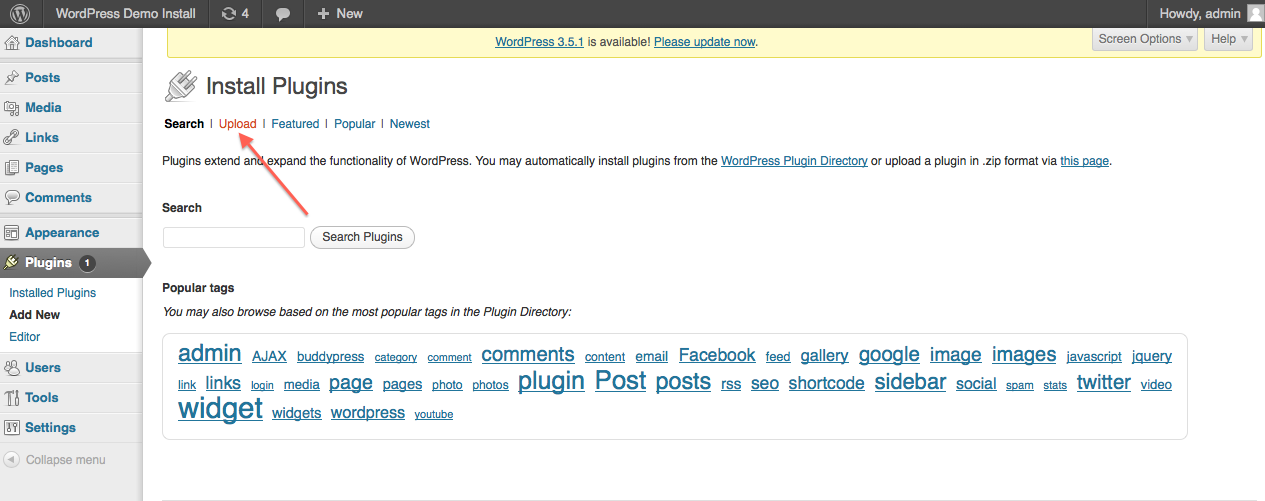 WordPress Demo Install 4 + New Howdy, admin
WordPress 3.5.1 is available! Please update now.
Screen Options Help
Dashboard
Posts
Media
Links
Pages
Comments
Appearance
Plugins 1
Installed Plugins
Add New
Editor
Users
Tools
Settings
Collapse menu
Install Plugins
Search | Upload | Featured | Popular | Newest
Plugins extend and expand the functionality of WordPress. You may automatically install plugins from the WordPress Plugin Directory or upload a plugin in .zip format via this page.
Search
Search Plugins
Popular tags
You may also browse based on the most popular tags in the Plugin Directory:
admin AJAX buddypress category comment comments content email Facebook feed gallery google image images javascript jquery
link links login media page pages photo photos plugin Post posts rss seo shortcode sidebar social spam stats twitter video
widget widgets wordpress youtube